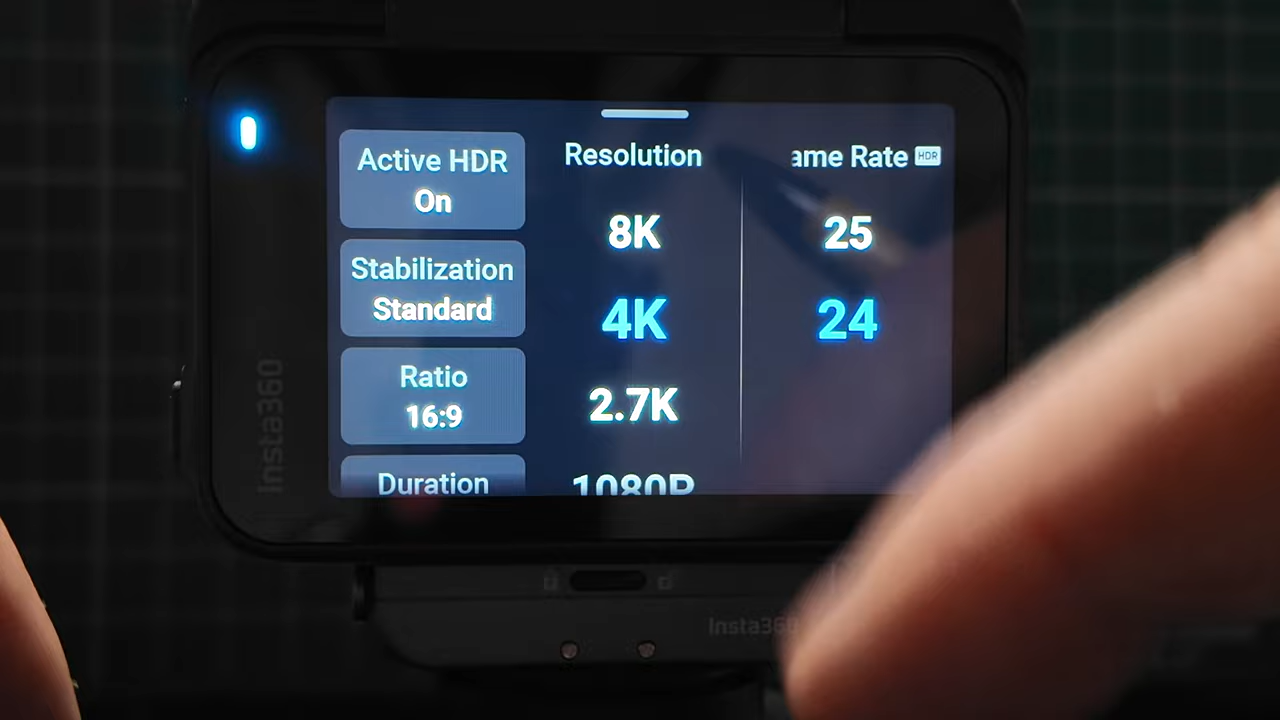 Active HDR
On
Stabilization
Standard
Ratio
16:9
Duration
Resolution
8K
4K
2.7K
1080P
ame Rate HDR
25
24
Insta360
Insta360